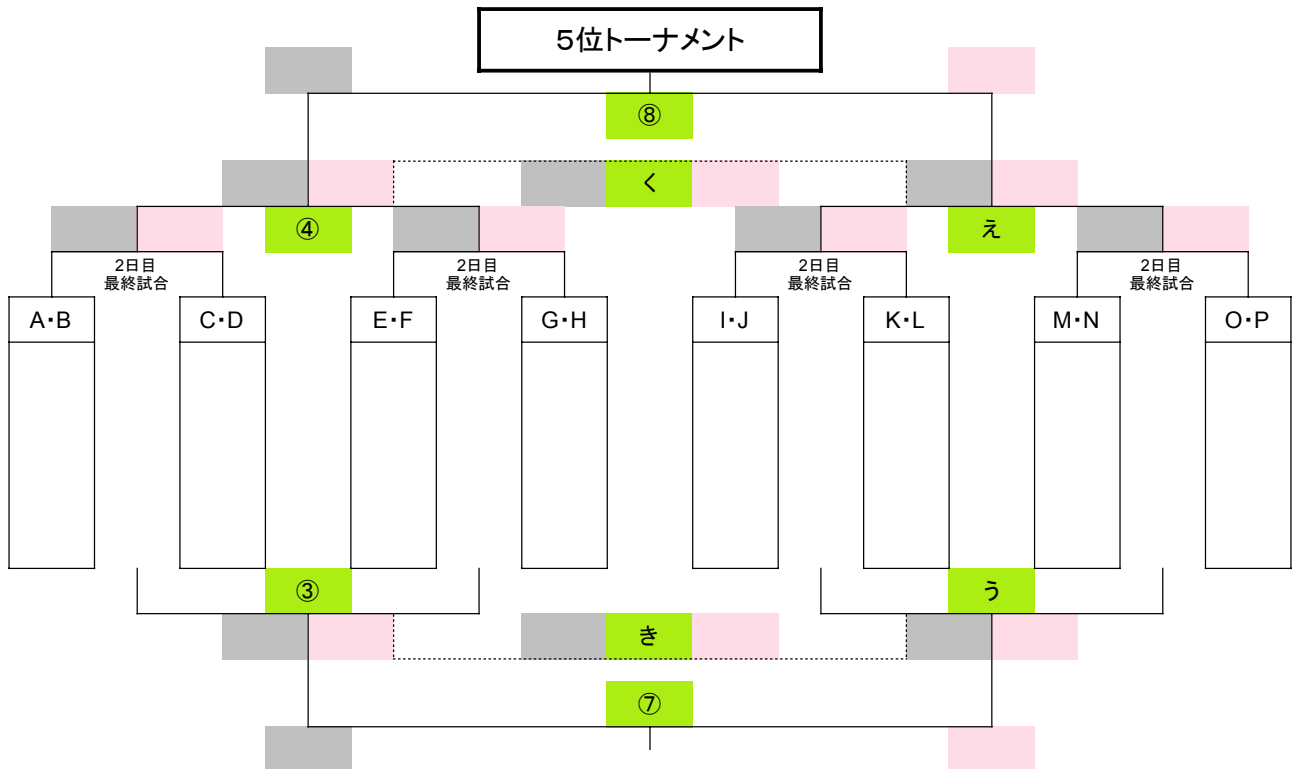 ５位トーナメント
⑧
く
④
え
2日目
最終試合
2日目
最終試合
2日目
最終試合
2日目
最終試合
A・B
C・D
E・F
G・H
I・J
K・L
M・N
O・P
③
う
き
⑦